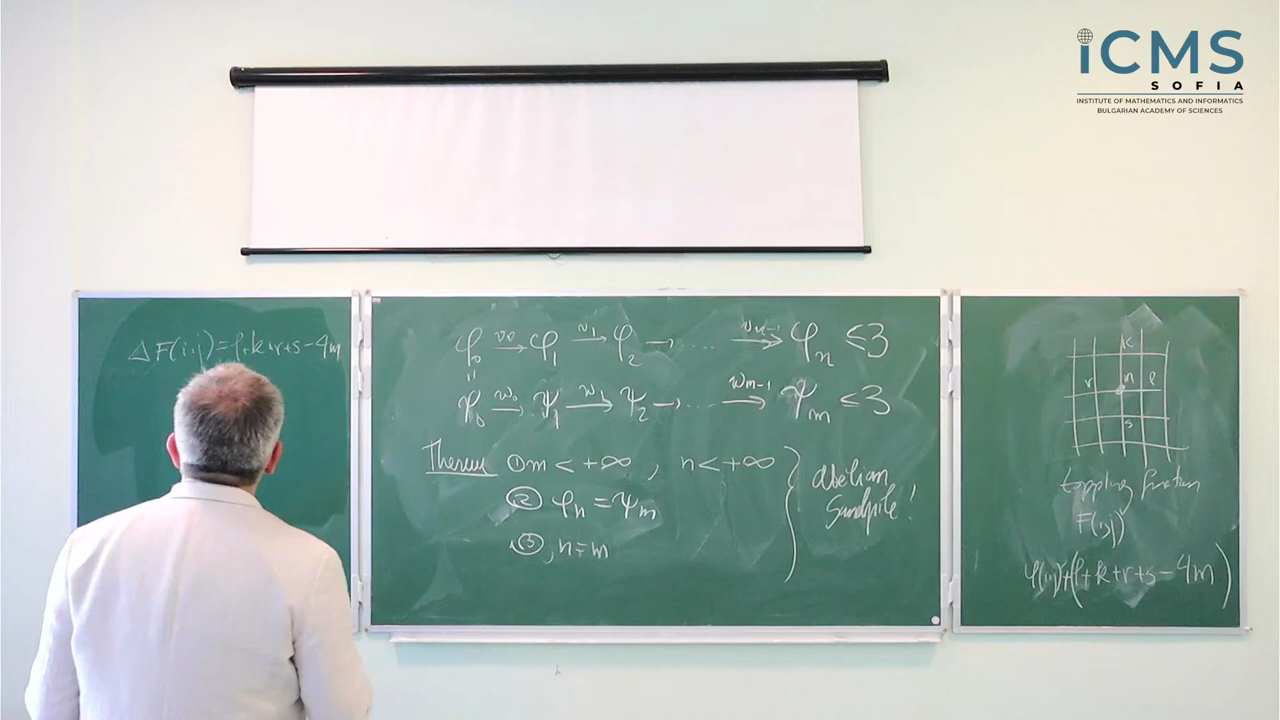 iCMS
SOFIA
INSTITUTE OF MATHEMATICS AND INFORMATICS
BULGARIAN ACADEMY OF SCIENCES
Δ F(i,j)=l+k+r+s-4m
φ₀ →v₀ φ₁ →v₁ φ₂ → .... →vₙ₋₁ φₙ ≤3
=
ψ₀ →w₀ ψ₁ →w₁ ψ₂ → .... →wₘ₋₁ ψₘ ≤3
Theorem ① m < +∞ , n < +∞
② φₙ = ψₘ
③ , n = m
abelian
Sandpile!
k
r m l
s
toppling function
F(i,j)
φ(i,j)+(l+k+r+s-4m)